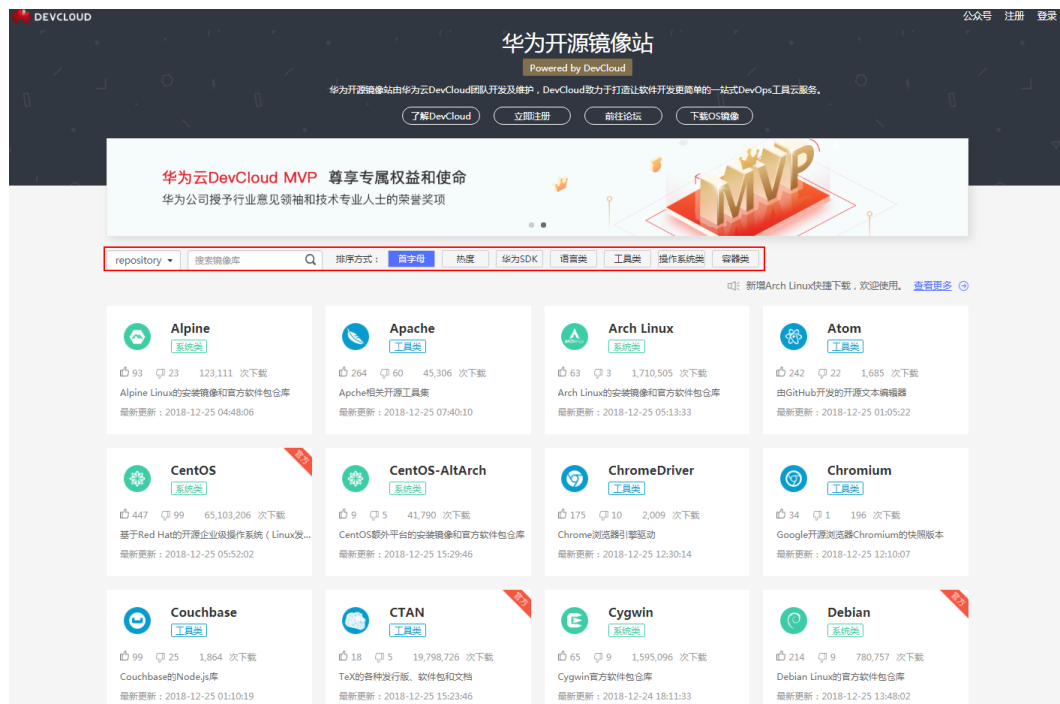 DEVCLOUD
公众号 注册 登录
华为开源镜像站
Powered by DevCloud
华为开源镜像站由华为云DevCloud团队开发及维护，DevCloud致力于打造让软件开发更简单的一站式DevOps工具云服务。
了解DevCloud 立即注册 前往论坛 下载OS镜像
华为云DevCloud MVP 尊享专属权益和使命
华为公司授予行业意见领袖和技术专业人士的荣誉奖项
MVP
repository 搜索镜像库 排序方式： 首字母 热度 华为SDK 语言类 工具类 操作系统类 容器类
新增Arch Linux快捷下载，欢迎使用。 查看更多
Alpine Apache Arch Linux Atom
系统类 工具类 系统类 工具类
93 23 123,111 次下载 264 60 45,306 次下载 63 3 1,710,505 次下载 242 22 1,685 次下载
Alpine Linux的安装镜像和官方软件包仓库 Apche相关开源工具集 Arch Linux的安装镜像和官方软件包仓库 由GitHub开发的开源文本编辑器
最新更新：2018-12-25 04:48:06 最新更新：2018-12-25 07:40:10 最新更新：2018-12-25 05:13:33 最新更新：2018-12-25 01:05:22
CentOS 官方 CentOS-AltArch ChromeDriver Chromium
系统类 系统类 工具类 工具类
447 99 65,103,206 次下载 9 5 41,790 次下载 175 10 2,009 次下载 34 1 196 次下载
基于Red Hat的开源企业级操作系统（Linux发... CentOS额外平台的安装镜像和官方软件包仓库 Chrome浏览器引擎驱动 Google开源浏览器Chromium的快照版本
最新更新：2018-12-25 05:52:02 最新更新：2018-12-25 15:29:46 最新更新：2018-12-25 12:30:14 最新更新：2018-12-25 12:10:07
Couchbase CTAN 官方 Cygwin Debian 官方
工具类 工具类 系统类 系统类
99 25 1,864 次下载 18 5 19,798,726 次下载 65 9 1,595,096 次下载 214 9 780,757 次下载
Couchbase的Node.js库 TeX的各种发行版、软件包和文档 Cygwin官方软件包仓库 Debian Linux的官方软件包仓库
最新更新：2018-12-25 01:10:19 最新更新：2018-12-25 15:23:46 最新更新：2018-12-24 18:11:33 最新更新：2018-12-25 13:48:02